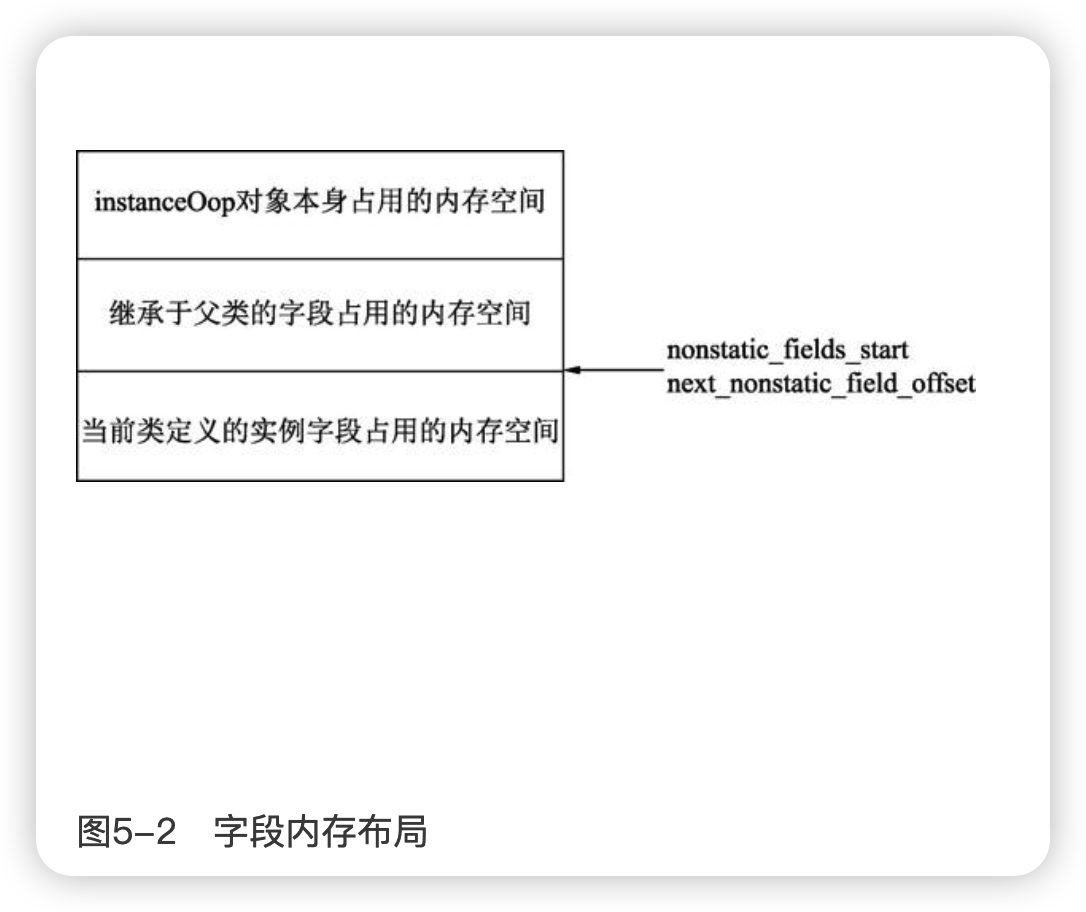 instanceOop对象本身占用的内存空间
继承于父类的字段占用的内存空间
nonstatic_fields_start
next_nonstatic_field_offset
当前类定义的实例字段占用的内存空间
图5–2 字段内存布局